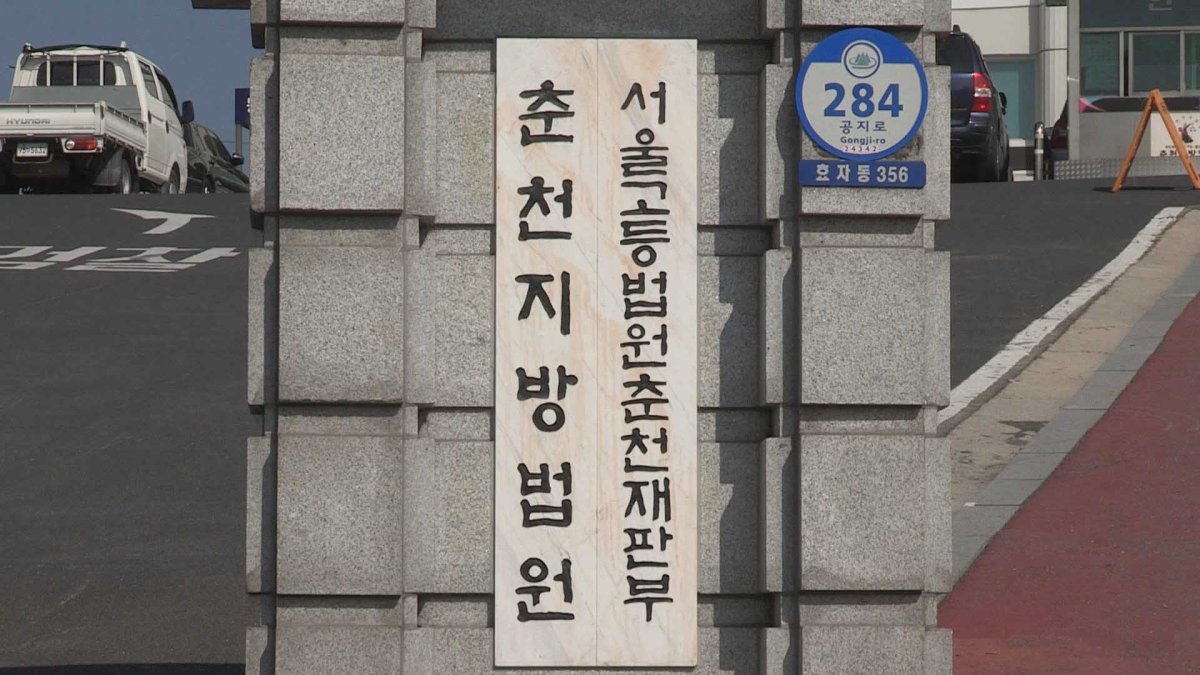 춘천지방법원
서울고등법원춘천재판부
284
공지로
Gongji-ro
24342
효자동 356
HYUNDAI